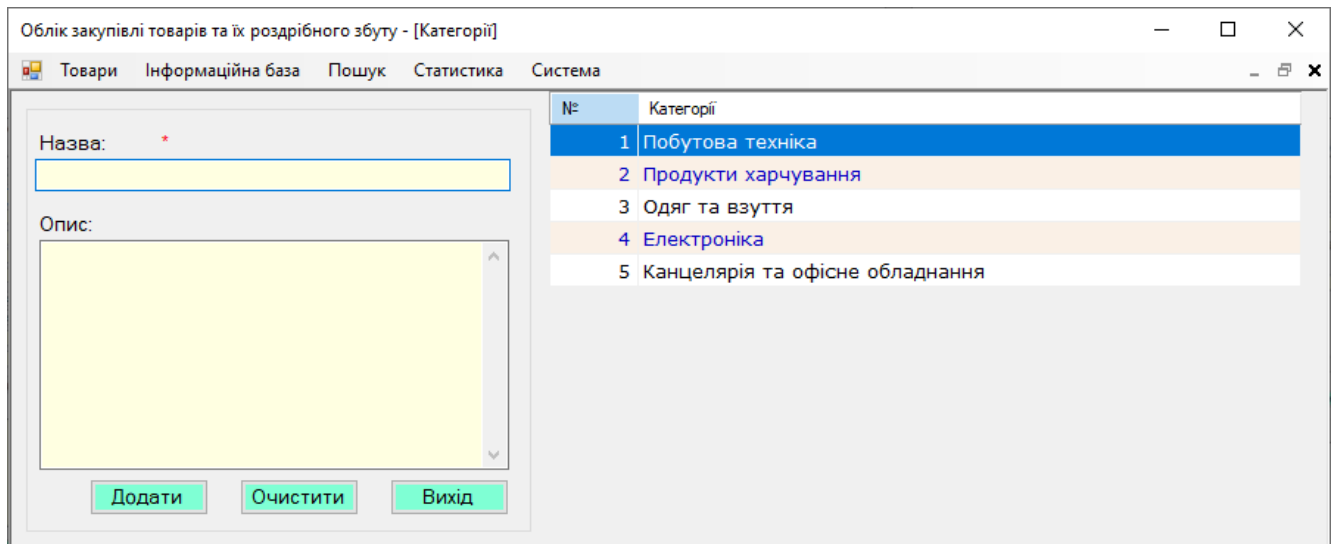 Облік закупівлі товарів та їх роздрібного збуту - [Категорії]
Товари Інформаційна база Пошук Статистика Система
Назва: *
Опис:
Додати Очистити Вихід
№ Категорії
1 Побутова техніка
2 Продукти харчування
3 Одяг та взуття
4 Електроніка
5 Канцелярія та офісне обладнання